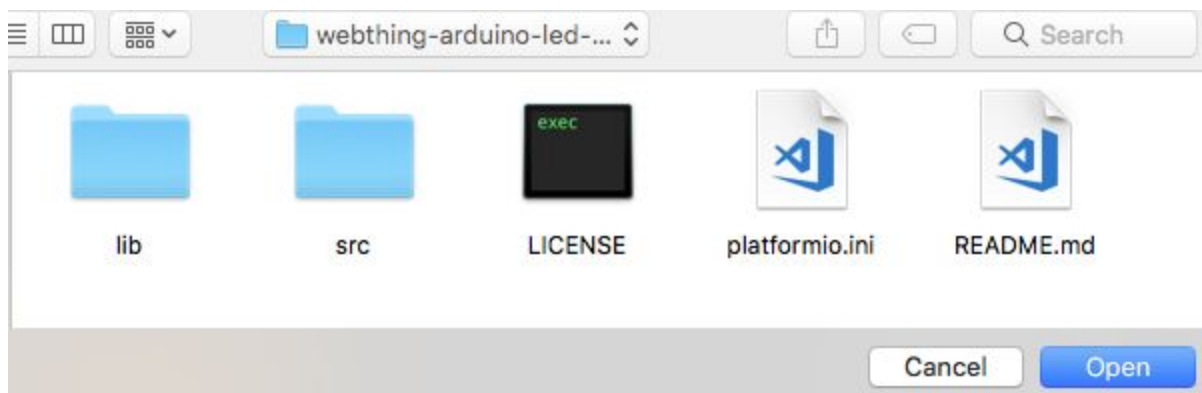 webthing-arduino-led-... Search
exec
lib src LICENSE platformio.ini README.md
Cancel Open